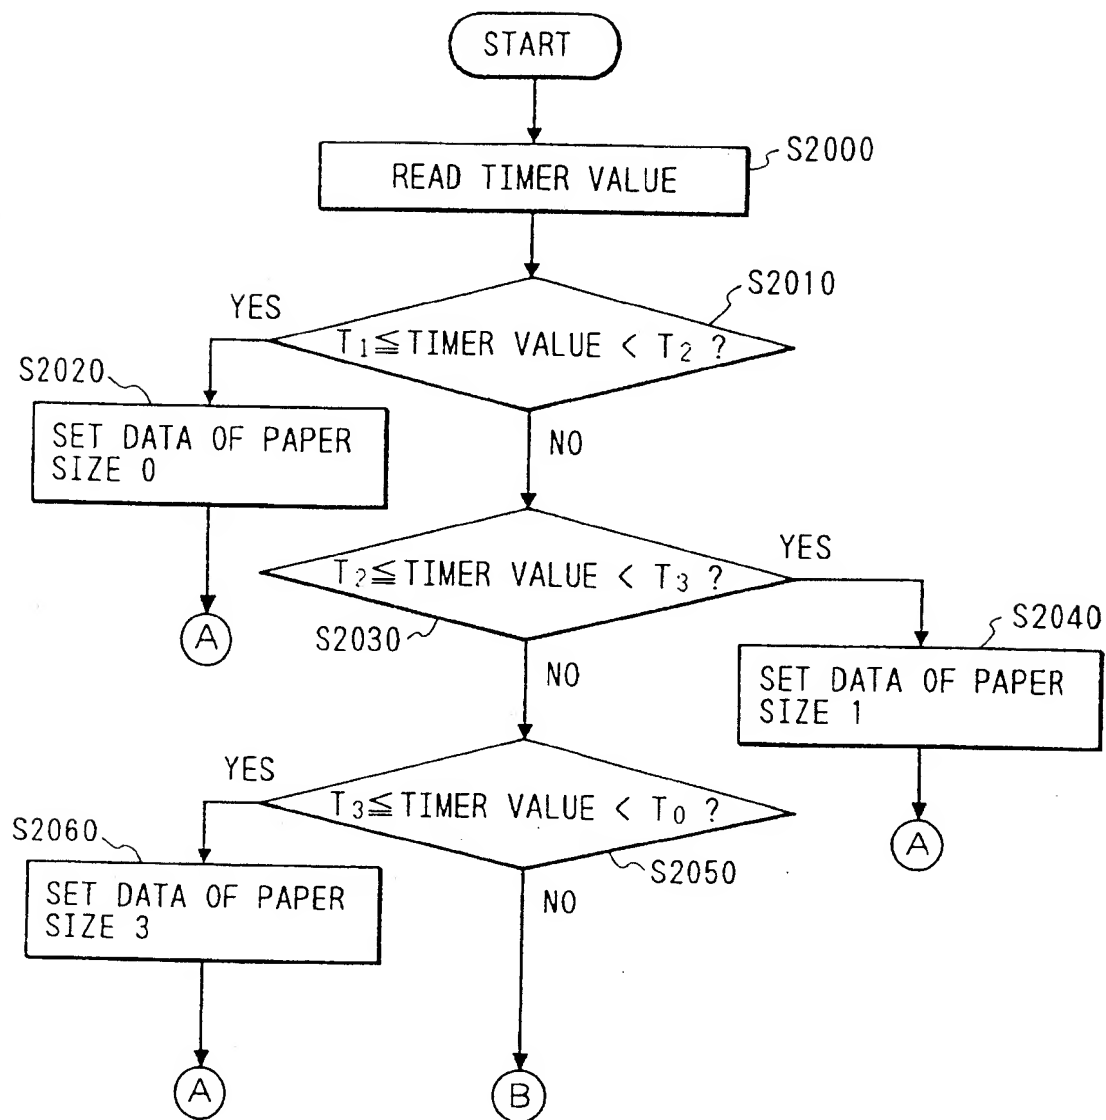 START
READ TIMER VALUE
S2000
T₁≦TIMER VALUE < T₂ ?
S2010
YES
NO
S2020
SET DATA OF PAPER
SIZE 0
A
T₂≦TIMER VALUE < T₃ ?
S2030
YES
NO
S2040
SET DATA OF PAPER
SIZE 1
A
T₃≦TIMER VALUE < T₀ ?
S2050
YES
NO
S2060
SET DATA OF PAPER
SIZE 3
A
B